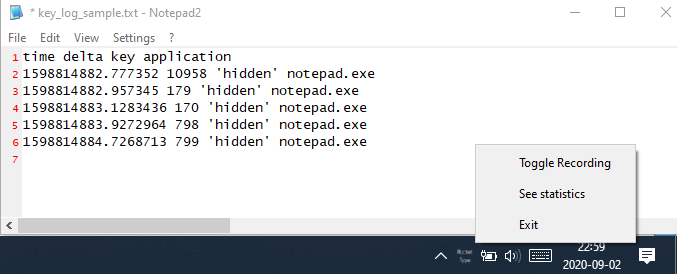 * key_log_sample.txt - Notepad2
File Edit View Settings ?
1 time delta key application
2 1598814882.777352 10958 'hidden' notepad.exe
3 1598814882.957345 179 'hidden' notepad.exe
4 1598814883.1283436 170 'hidden' notepad.exe
5 1598814883.9272964 798 'hidden' notepad.exe
6 1598814884.7268713 799 'hidden' notepad.exe
7
Toggle Recording
See statistics
Exit
Rocket
Type
22:59
2020-09-02